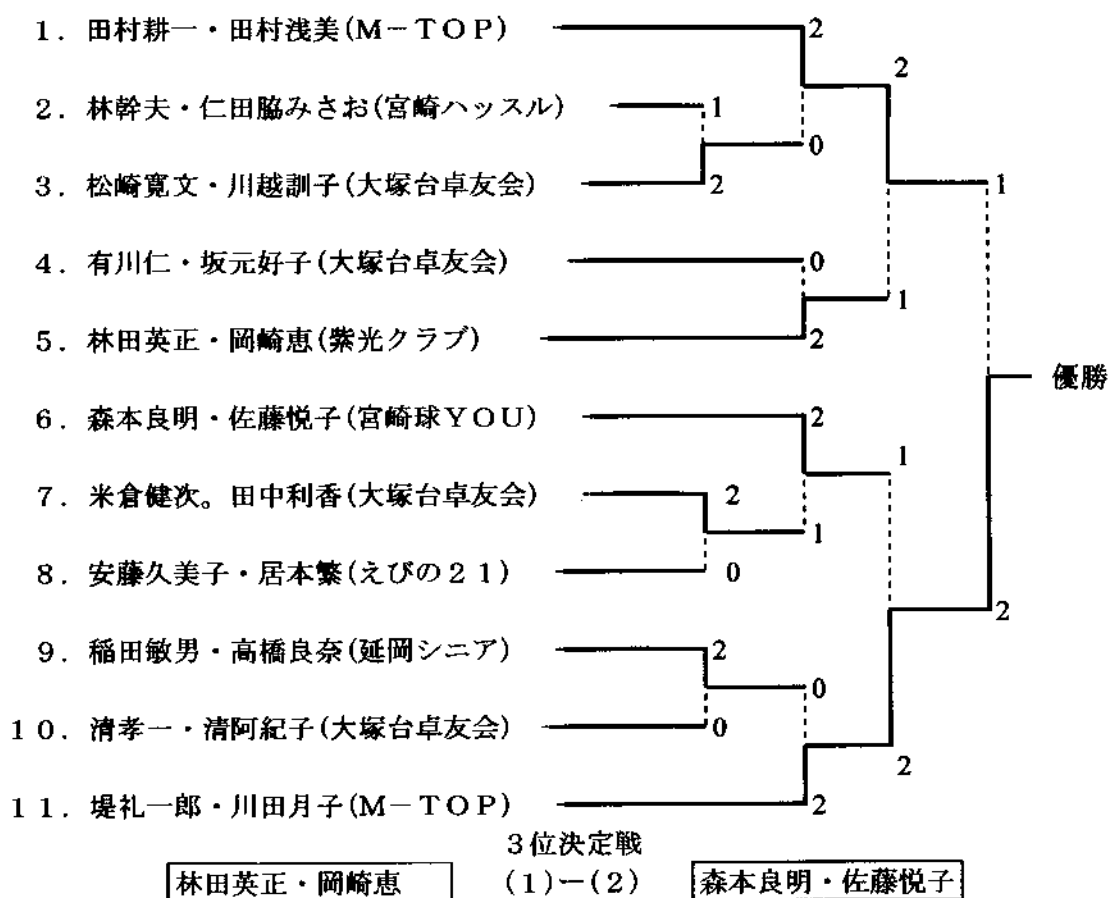 1．田村耕一・田村浅美(M－TOP) 2
2
2．林幹夫・仁田脇みさお(宮崎ハッスル) 1
0
3．松崎寛文・川越訓子(大塚台卓友会) 2
1
4．有川仁・坂元好子(大塚台卓友会) 0
1
5．林田英正・岡崎恵(紫光クラブ) 2
優勝
6．森本良明・佐藤悦子(宮崎球YOU) 2
1
7．米倉健次。田中利香(大塚台卓友会) 2
1
8．安藤久美子・居本繁(えびの21) 0
2
9．稲田敏男・高橋良奈(延岡シニア) 2
0
10．清孝一・清阿紀子(大塚台卓友会) 0
2
11．堤礼一郎・川田月子(M－TOP) 2
3位決定戦
林田英正・岡崎恵 (1)－(2) 森本良明・佐藤悦子